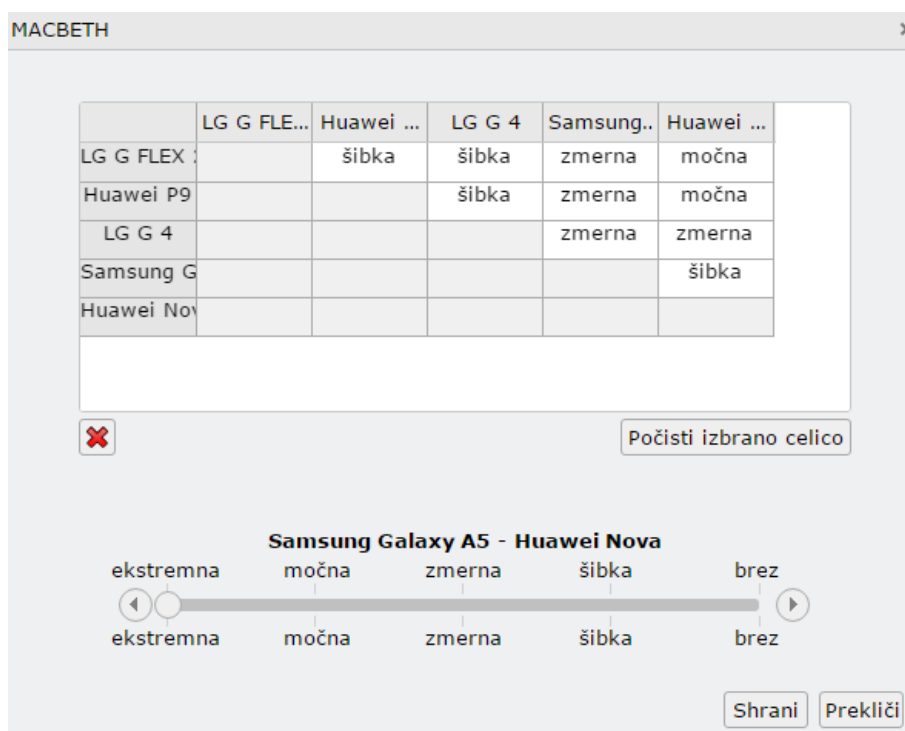 MACBETH
LG G FLE... Huawei ... LG G 4 Samsung.. Huawei ...
LG G FLEX šibka šibka zmerna močna
Huawei P9 šibka zmerna močna
LG G 4 zmerna zmerna
Samsung G šibka
Huawei Nov
Počisti izbrano celico
Samsung Galaxy A5 - Huawei Nova
ekstremna močna zmerna šibka brez
ekstremna močna zmerna šibka brez
Shrani Prekliči